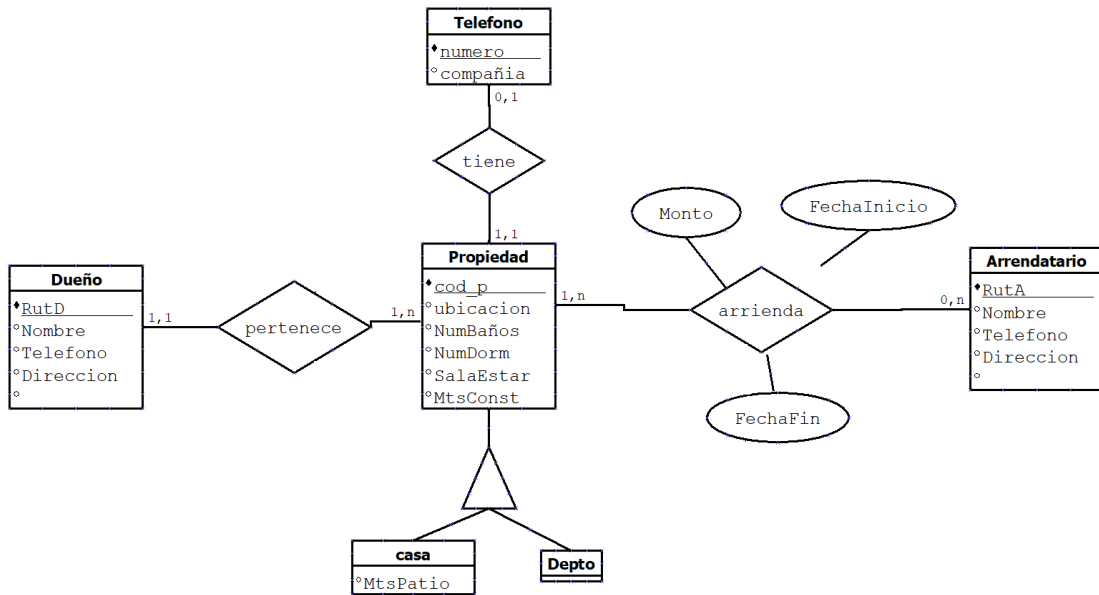 Telefono
numero
compañia
0,1
tiene
1,1
Monto
FechaInicio
Dueño
RutD
Nombre
Telefono
Direccion
1,1
pertenece
1,n
Propiedad
cod_p
ubicacion
NumBaños
NumDorm
SalaEstar
MtsConst
1,n
arrienda
0,n
Arrendatario
RutA
Nombre
Telefono
Direccion
FechaFin
casa
MtsPatio
Depto